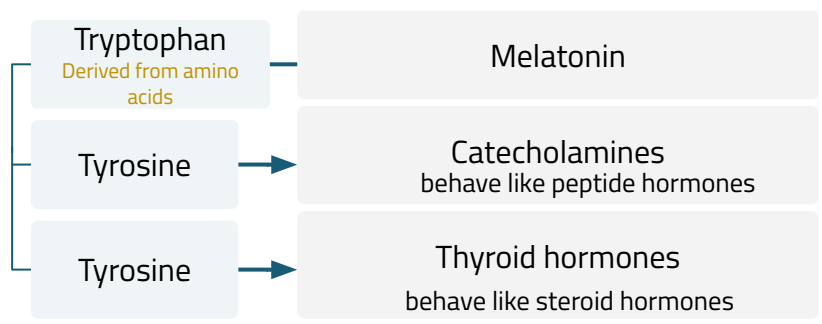 Tryptophan
Derived from amino
acids
Melatonin
Tyrosine
Catecholamines
behave like peptide hormones
Tyrosine
Thyroid hormones
behave like steroid hormones